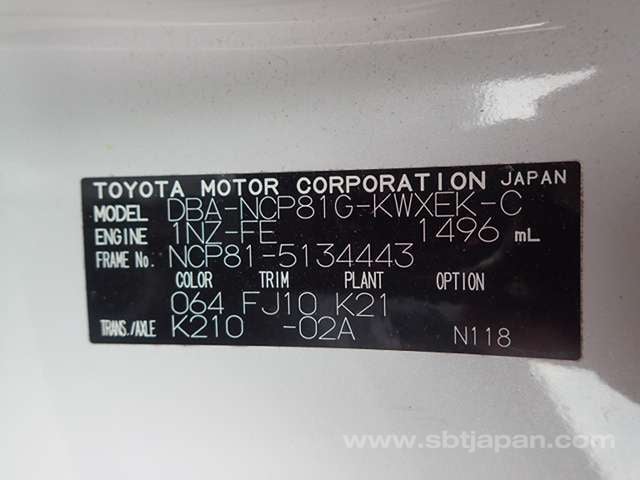 TOYOTA MOTOR CORPORATION JAPAN
MODEL DBA-NCP81G-KWXEK-C
ENGINE 1NZ-FE 1496 mL
FRAME No. NCP81-5134443
COLOR TRIM PLANT OPTION
064 FJ10 K21
TRANS./AXLE K210 -02A N118
www.sbtjapan.com